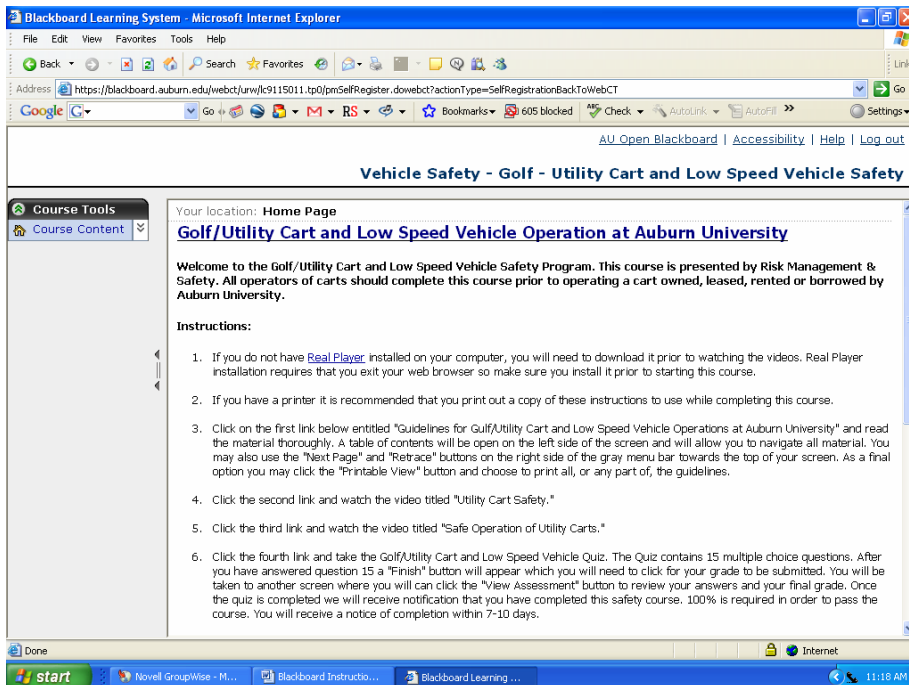 Blackboard Learning System - Microsoft Internet Explorer
File Edit View Favorites Tools Help
Back Search Favorites
Address https://blackboard.auburn.edu/webct/urw/lc9115011.tp0/pmSelfRegister.dowebct?actionType=SelfRegistrationBackToWebCT Go
Google G Go M RS Bookmarks 605 blocked Check AutoLink AutoFill Settings
AU Open Blackboard | Accessibility | Help | Log out
Vehicle Safety - Golf - Utility Cart and Low Speed Vehicle Safety
Course Tools
Course Content
Your location: Home Page
Golf/Utility Cart and Low Speed Vehicle Operation at Auburn University
Welcome to the Golf/Utility Cart and Low Speed Vehicle Safety Program. This course is presented by Risk Management &
Safety. All operators of carts should complete this course prior to operating a cart owned, leased, rented or borrowed by
Auburn University.
Instructions:
1. If you do not have Real Player installed on your computer, you will need to download it prior to watching the videos. Real Player
installation requires that you exit your web browser so make sure you install it prior to starting this course.
2. If you have a printer it is recommended that you print out a copy of these instructions to use while completing this course.
3. Click on the first link below entitled "Guidelines for Gulf/Utility Cart and Low Speed Vehicle Operations at Auburn University" and read
the material thoroughly. A table of contents will be open on the left side of the screen and will allow you to navigate all material. You
may also use the "Next Page" and "Retrace" buttons on the right side of the gray menu bar towards the top of your screen. As a final
option you may click the "Printable View" button and choose to print all, or any part of, the guidelines.
4. Click the second link and watch the video titled "Utility Cart Safety."
5. Click the third link and watch the video titled "Safe Operation of Utility Carts."
6. Click the fourth link and take the Golf/Utility Cart and Low Speed Vehicle Quiz. The Quiz contains 15 multiple choice questions. After
you have answered question 15 a "Finish" button will appear which you will need to click for your grade to be submitted. You will be
taken to another screen where you will can click the "View Assessment" button to review your answers and your final grade. Once
the quiz is completed we will receive notification that you have completed this safety course. 100% is required in order to pass the
course. You will receive a notice of completion within 7-10 days.
Done Internet
start Novell GroupWise - M... Blackboard Instructio... Blackboard Learning ... 11:18 AM